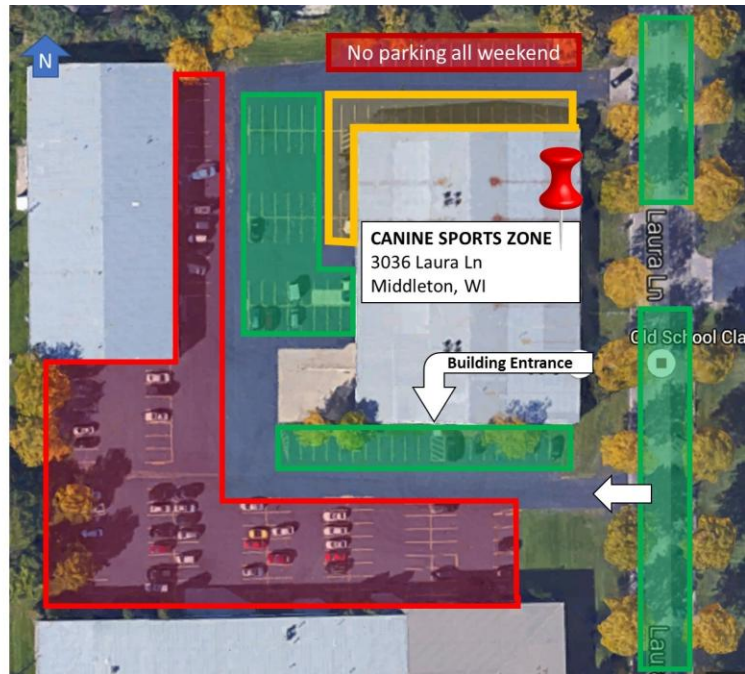 N
No parking all weekend
CANINE SPORTS ZONE
3036 Laura Ln
Middleton, WI
Laura Ln
Old School Cla
Building Entrance
Lau